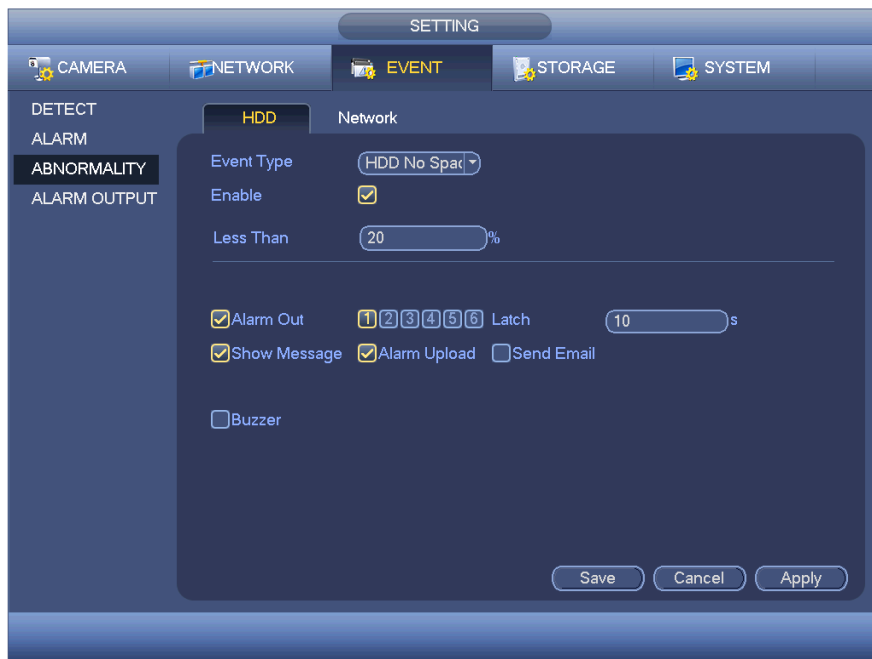 SETTING
CAMERA NETWORK EVENT STORAGE SYSTEM
DETECT
ALARM
ABNORMALITY
ALARM OUTPUT
HDD Network
Event Type HDD No Spac
Enable
Less Than 20 %
Alarm Out 1 2 3 4 5 6 Latch 10 s
Show Message Alarm Upload Send Email
Buzzer
Save Cancel Apply